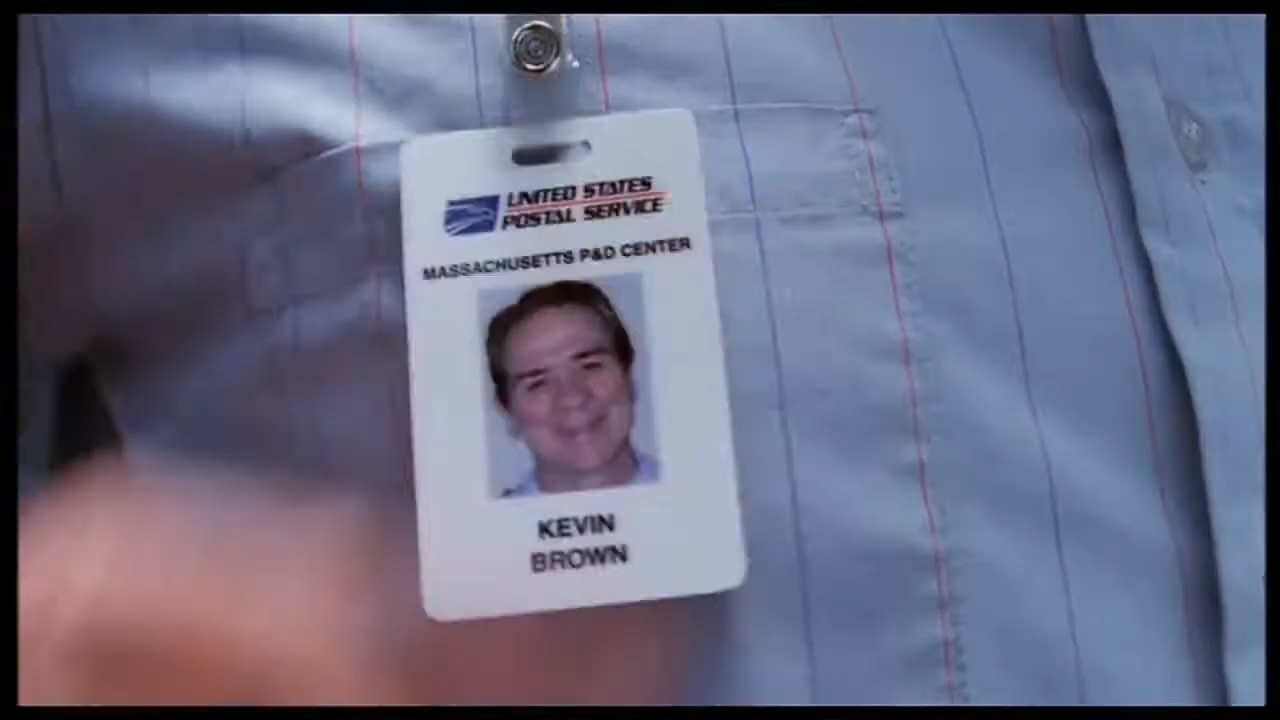 UNITED STATES
POSTAL SERVICE
MASSACHUSETTS P&D CENTER
KEVIN
BROWN